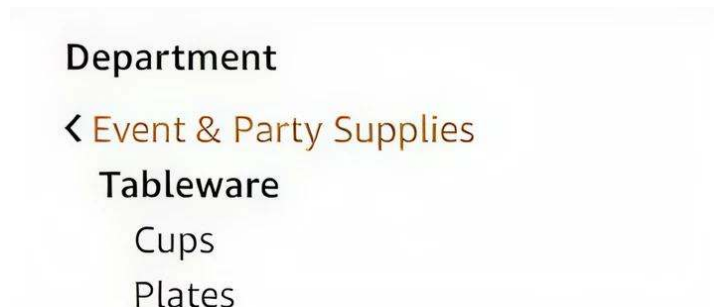 Department
< Event & Party Supplies
Tableware
Cups
Plates